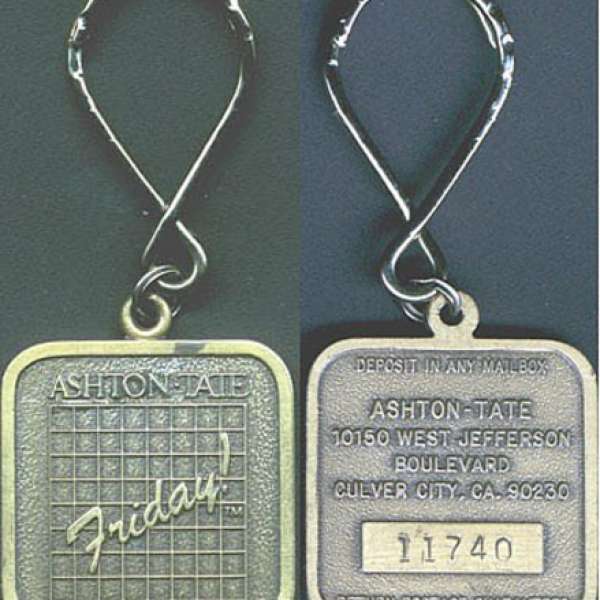 ASHTON-TATE
Friday!
™
DEPOSIT IN ANY MAILBOX
ASHTON-TATE
10150 WEST JEFFERSON
BOULEVARD
CULVER CITY, CA. 90230
11740